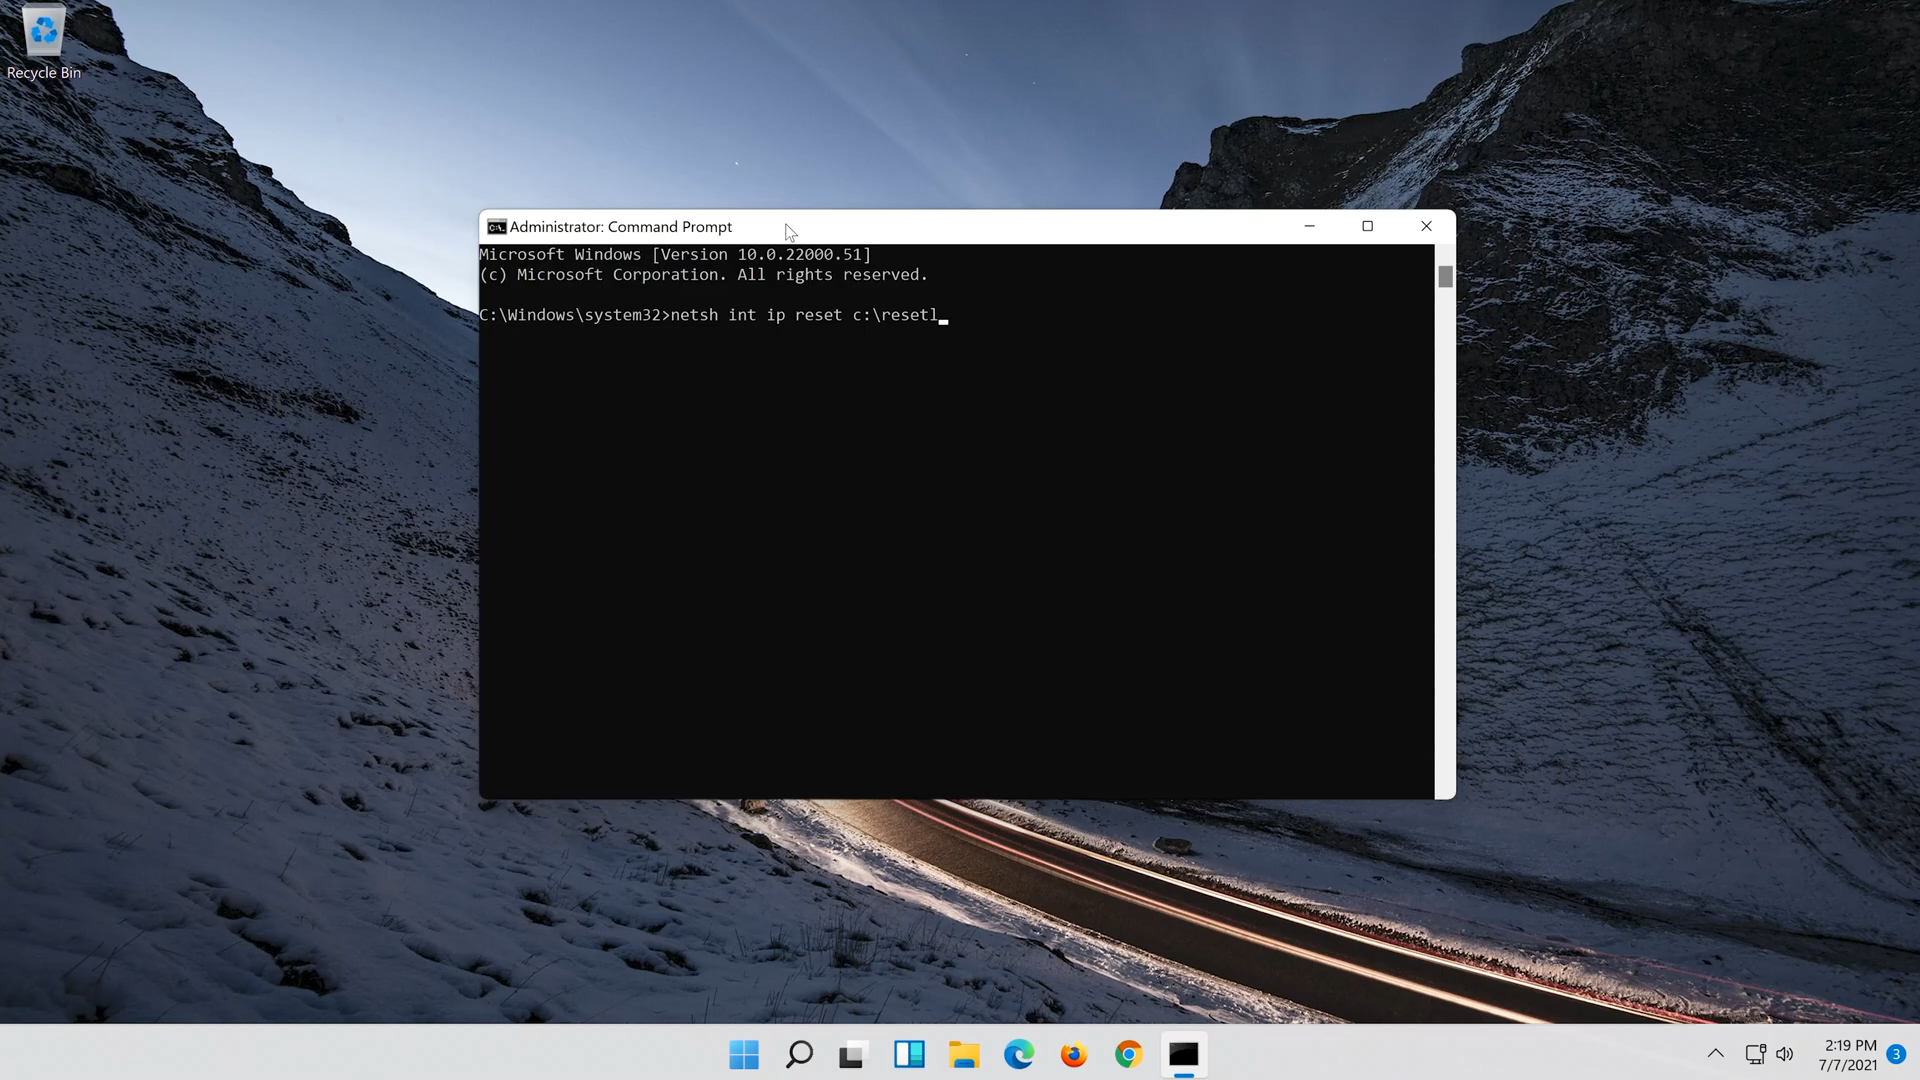 Recycle Bin
Administrator: Command Prompt
Microsoft Windows [Version 10.0.22000.51]
(c) Microsoft Corporation. All rights reserved.
C:\Windows\system32>netsh int ip reset c:\resetl
2:19 PM
7/7/2021
3